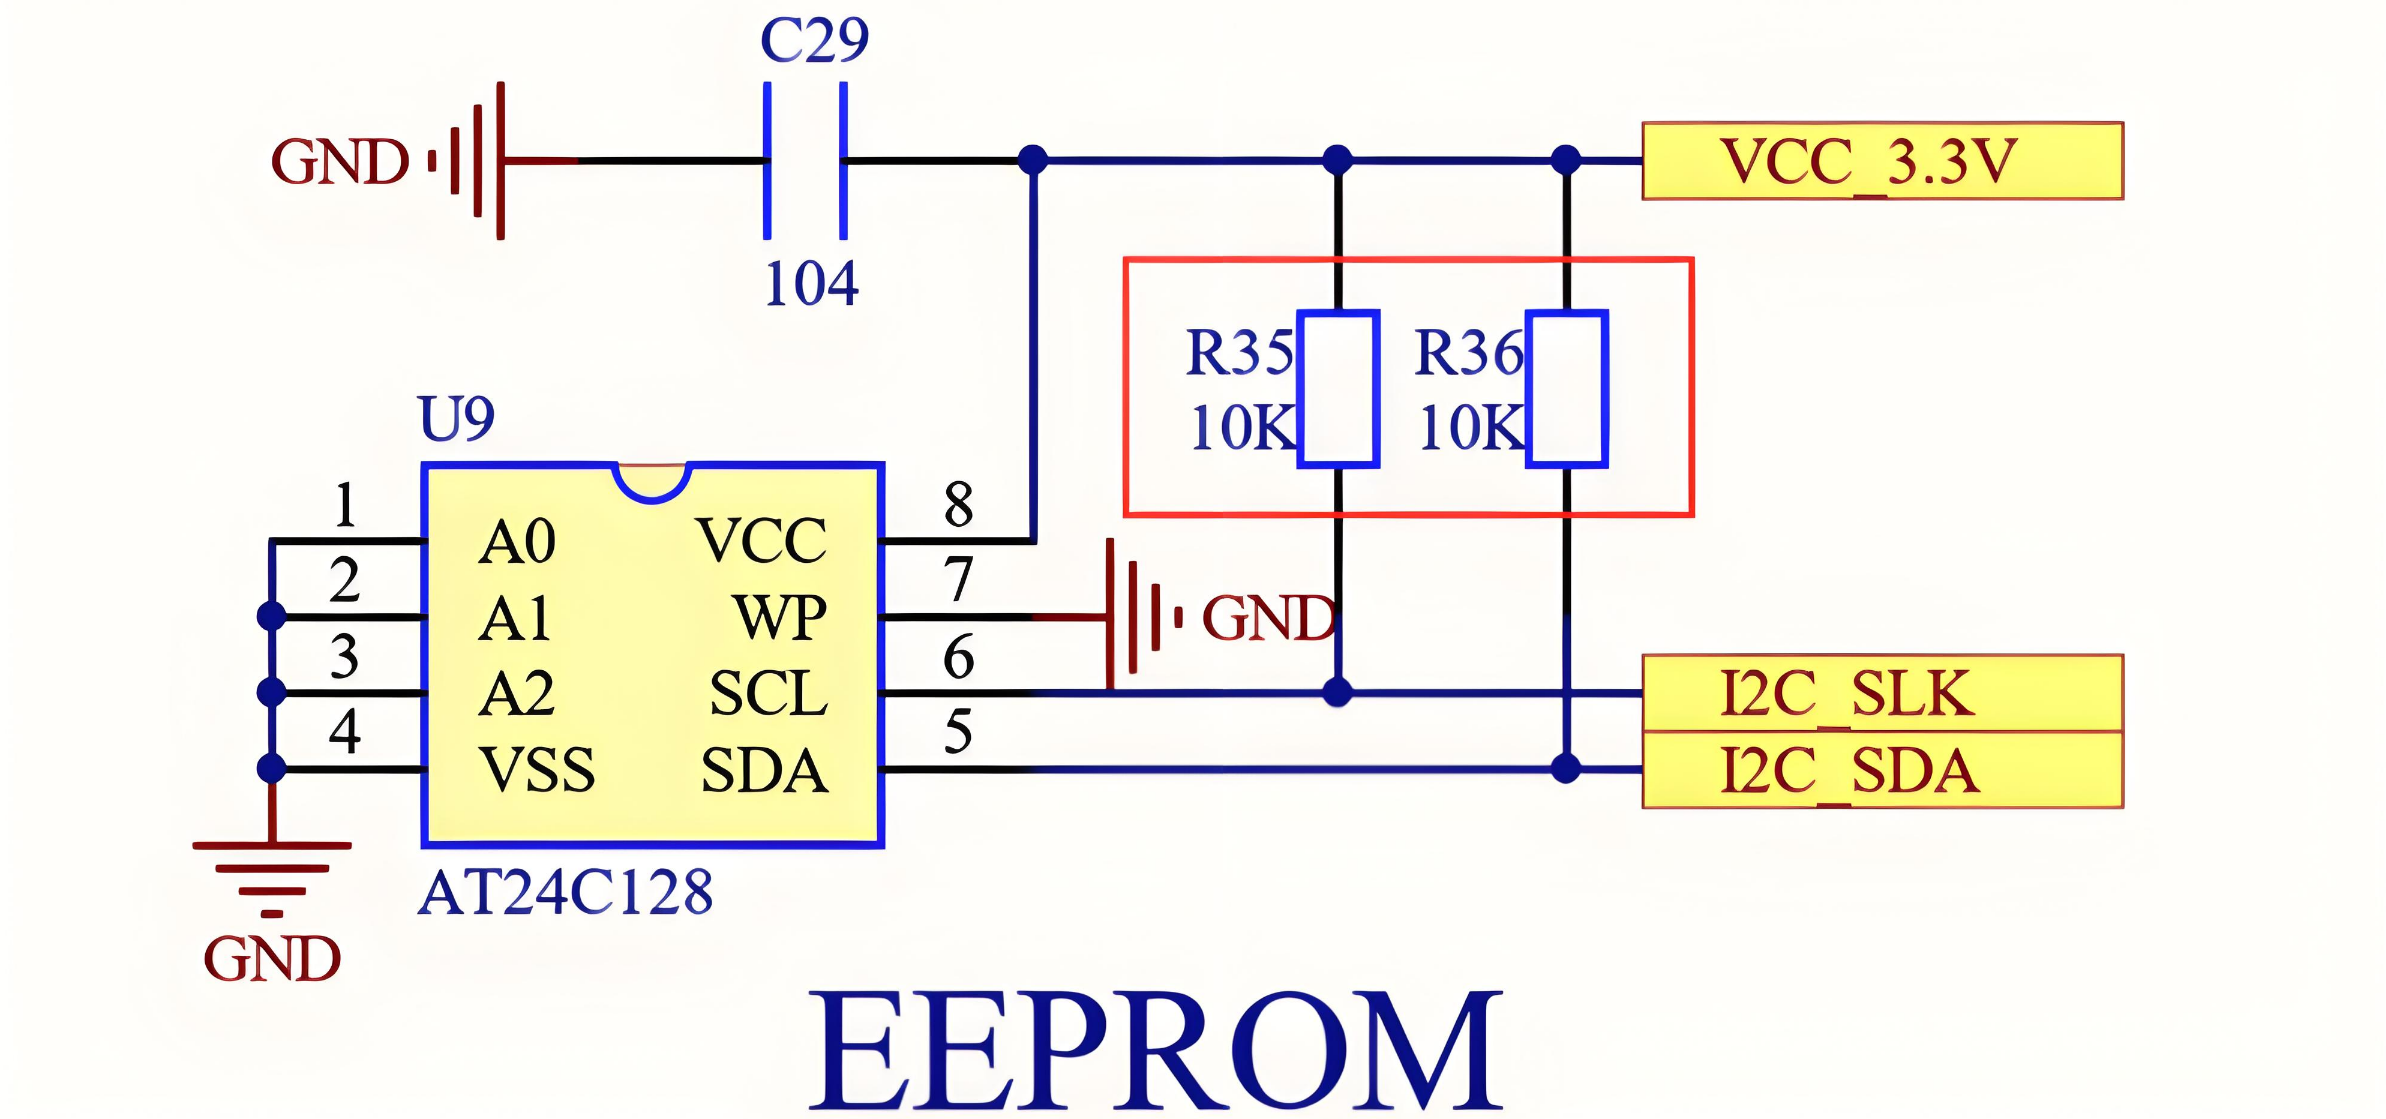 C29
GND
VCC_3.3V
104
R35
R36
10K
10K
U9
1
A0
VCC
8
2
A1
WP
7
GND
3
A2
SCL
6
I2C_SLK
4
VSS
SDA
5
I2C_SDA
AT24C128
GND
EEPROM